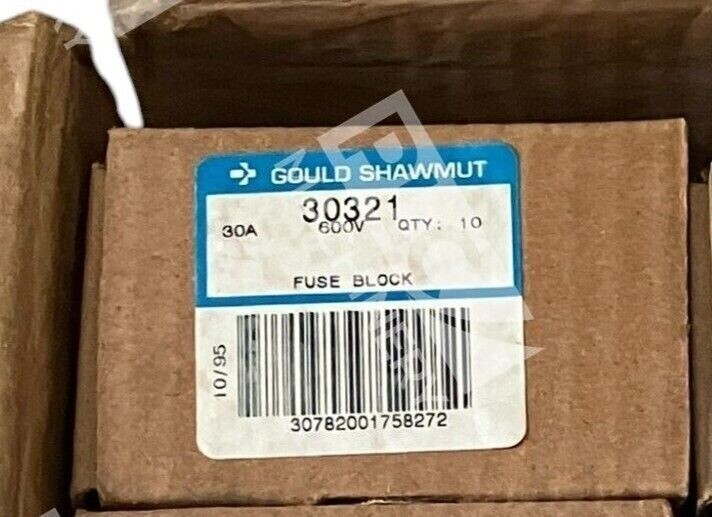 GOULD SHAWMUT
30321
30A 600V QTY: 10
FUSE BLOCK
10/95
30782001758272